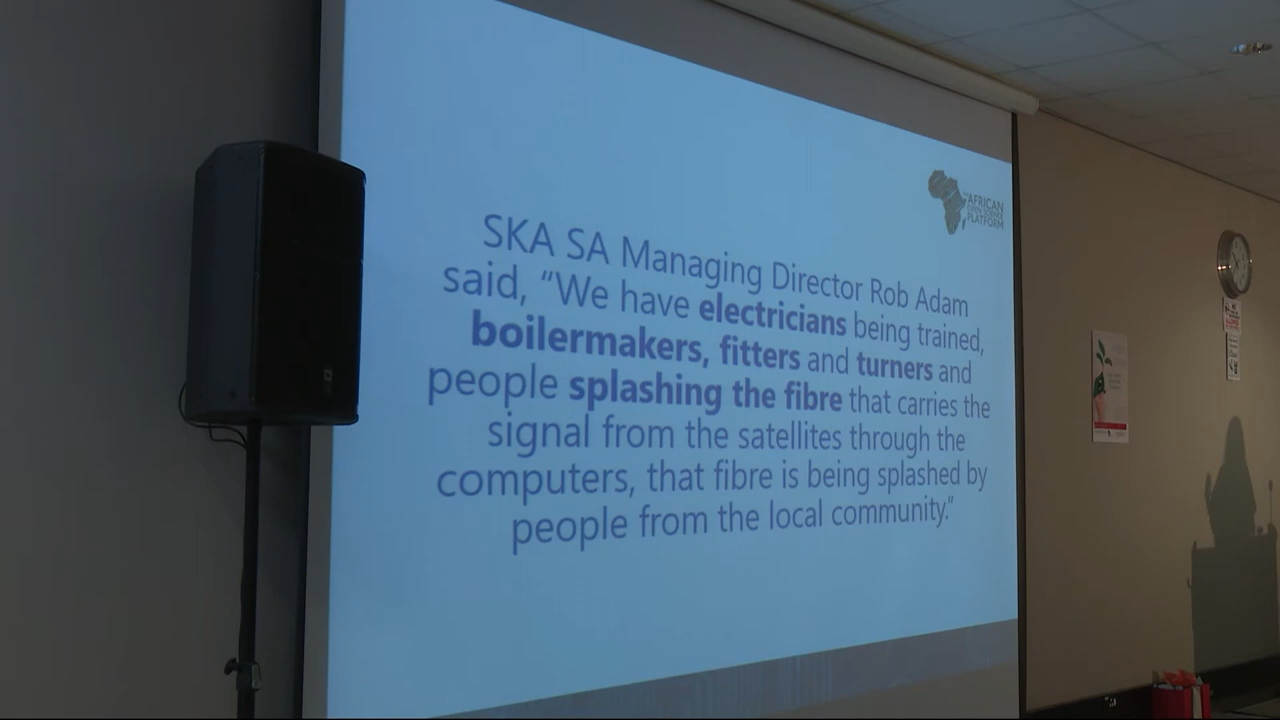 AFRICAN
OPEN SCIENCE
PLATFORM
SKA SA Managing Director Rob Adam
said, “We have electricians being trained,
boilermakers, fitters and turners and
people splashing the fibre that carries the
signal from the satellites through the
computers, that fibre is being splashed by
people from the local community.”